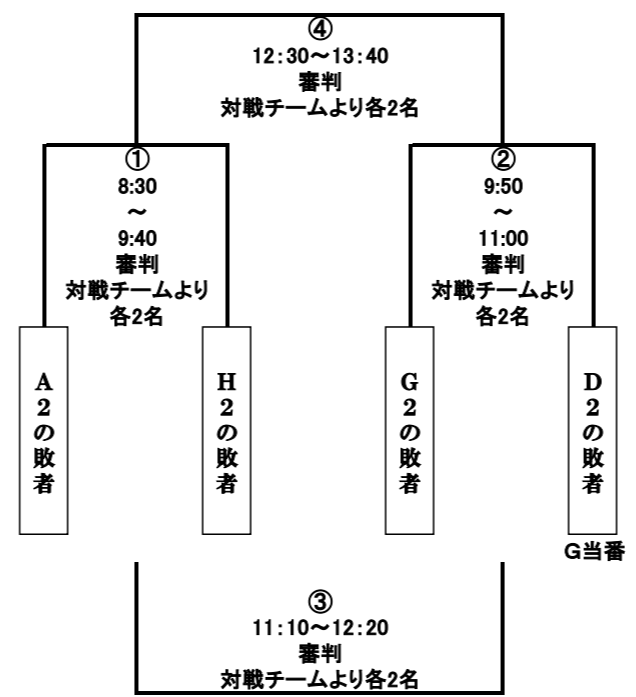 ④
12:30～13:40
審判
対戦チームより各2名
①
8:30
～
9:40
審判
対戦チームより
各2名
②
9:50
～
11:00
審判
対戦チームより
各2名
A2の敗者
H2の敗者
G2の敗者
D2の敗者
G当番
③
11:10～12:20
審判
対戦チームより各2名